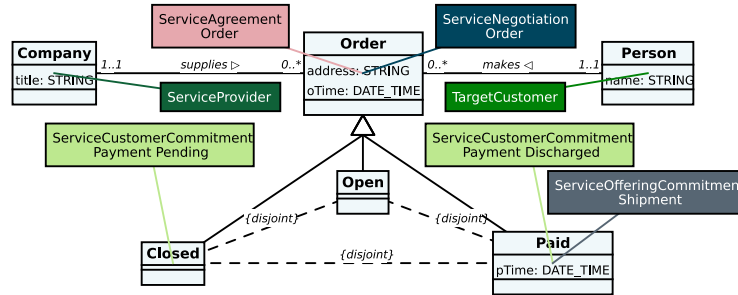 ServiceAgreement
Order
ServiceNegotiation
Order
Company
Order
Person
1..1
supplies ▷
0..*
0..*
makes ◁
1..1
title: STRING
address: STRING
oTime: DATE_TIME
name: STRING
ServiceProvider
TargetCustomer
ServiceCustomerCommitment
Payment Pending
ServiceCustomerCommitment
Payment Discharged
Open
ServiceOfferingCommitment
Shipment
{disjoint}
{disjoint}
Closed
Paid
{disjoint}
pTime: DATE_TIME